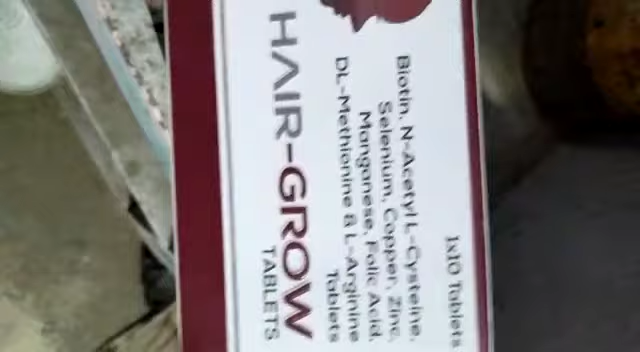 1x10 Tablets
Biotin, N-Acetyl L-Cysteine,
Selenium, Copper, Zinc,
Manganese, Folic Acid,
DL-Methionine & L-Arginine
Tablets
HAIR-GROW
TABLETS